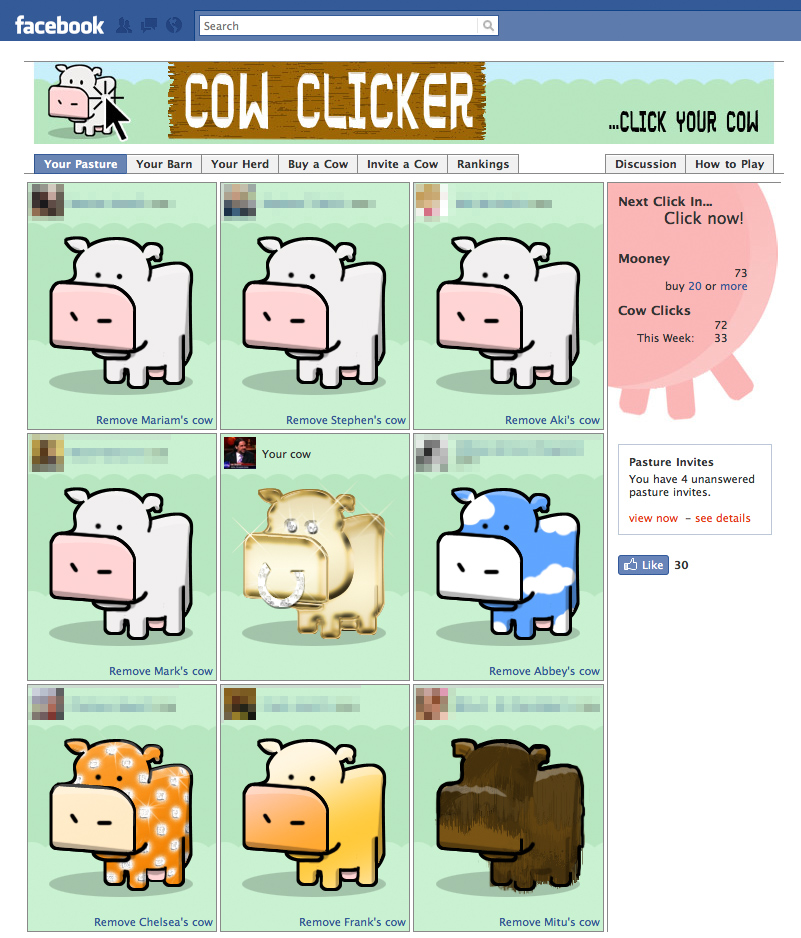 facebook
Search
COW CLICKER
...CLICK YOUR COW
Your Pasture
Your Barn
Your Herd
Buy a Cow
Invite a Cow
Rankings
Discussion
How to Play
Remove Mariam's cow
Remove Stephen's cow
Remove Aki's cow
Next Click In...
Click now!
Mooney
73
buy 20 or more
Cow Clicks
72
This Week: 33
Your cow
Remove Mark's cow
Remove Abbey's cow
Pasture Invites
You have 4 unanswered
pasture invites.
view now – see details
Like 30
Remove Chelsea's cow
Remove Frank's cow
Remove Mitu's cow